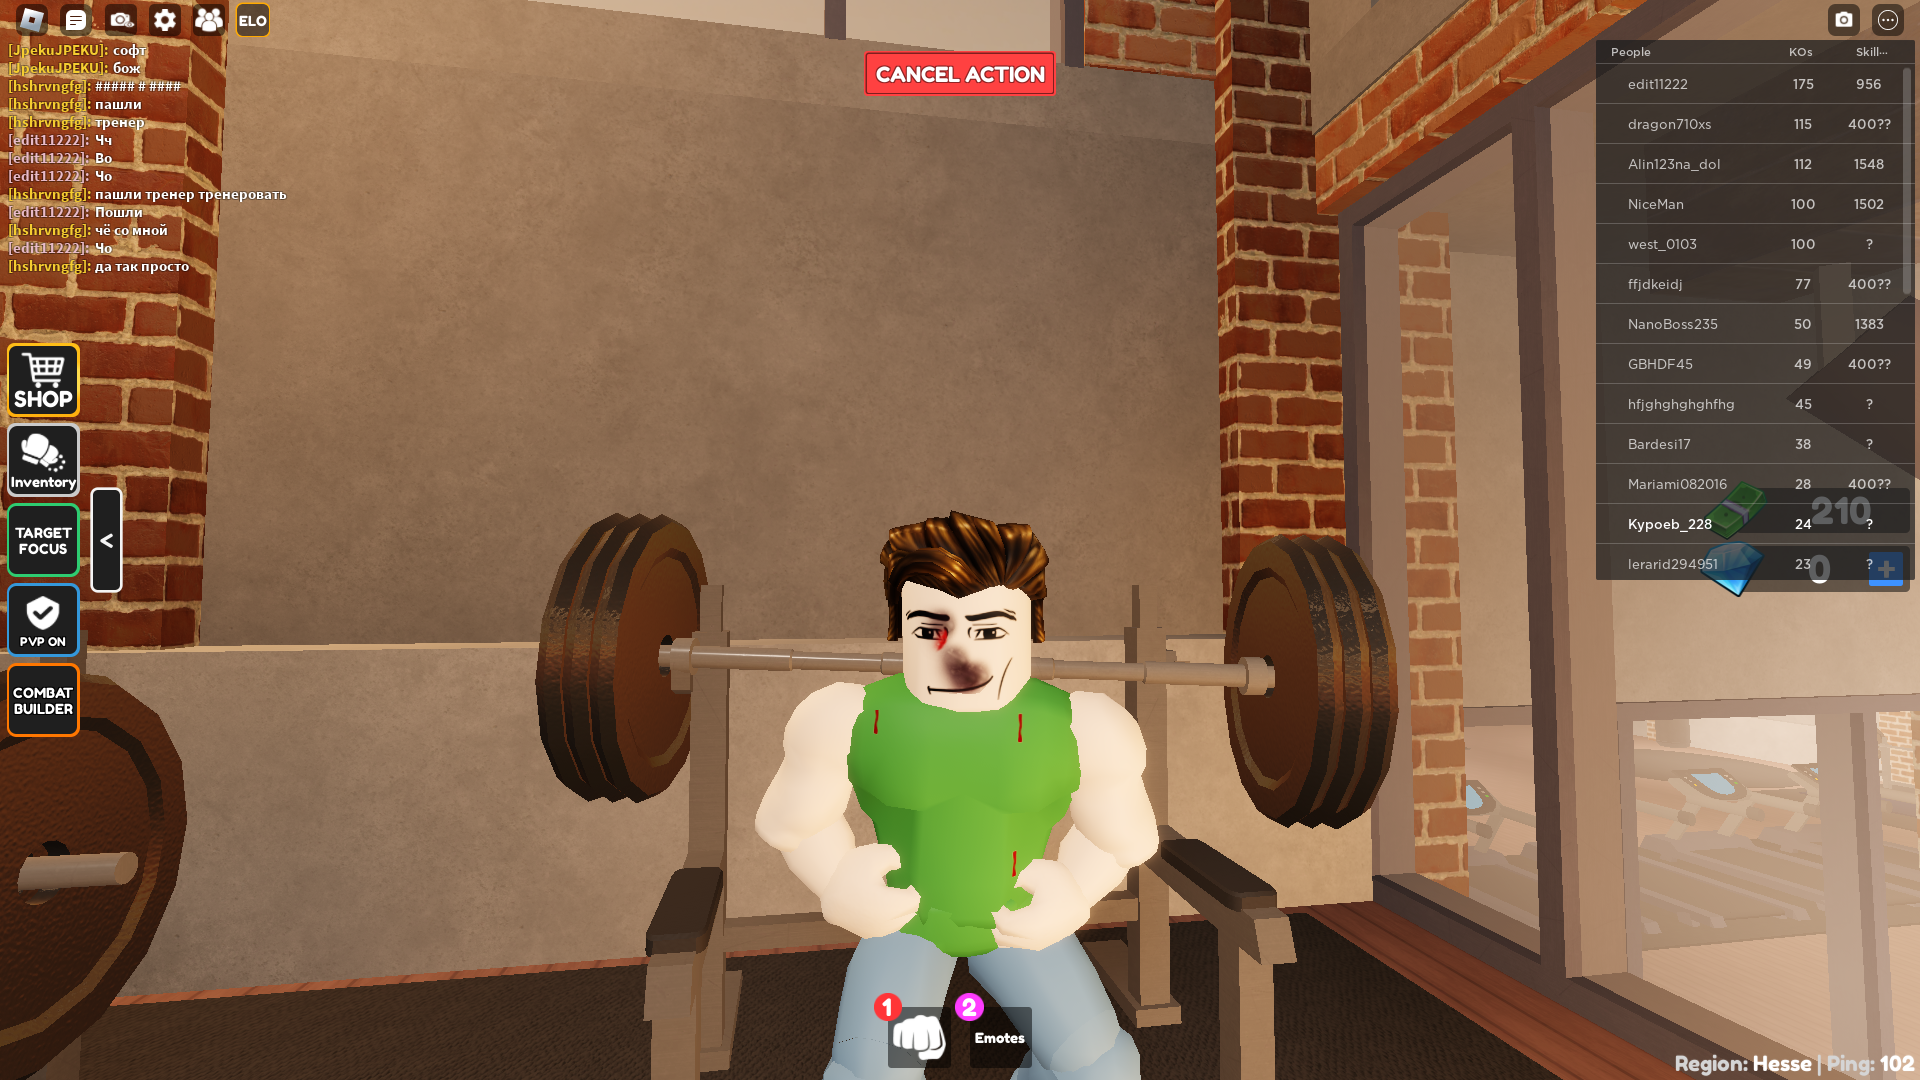 ELO
[JpekuJPEKU]: софт
[JpekuJPEKU]: бож
[hshrvngfg]: ##### # ####
[hshrvngfg]: пашли
[hshrvngfg]: тренер
[edit11222]: Чч
[edit11222]: Во
[edit11222]: Чо
[hshrvngfg]: пашли тренер тренеровать
[edit11222]: Пошли
[hshrvngfg]: чё со мной
[edit11222]: Чо
[hshrvngfg]: да так просто
CANCEL ACTION
People KOs Skill...
edit11222 175 956
dragon710xs 115 400??
Alin123na_dol 112 1548
NiceMan 100 1502
west_0103 100 ?
ffjdkeidj 77 400??
NanoBoss235 50 1383
GBHDF45 49 400??
hfjghghghghfhg 45 ?
Bardesi17 38 ?
Mariami082016 28 400??
Kypoeb_228 24 ?
lerarid294951 23 ?
210
0 +
SHOP
Inventory
TARGET
FOCUS
<
PVP ON
COMBAT
BUILDER
1
2
Emotes
Region: Hesse | Ping: 102